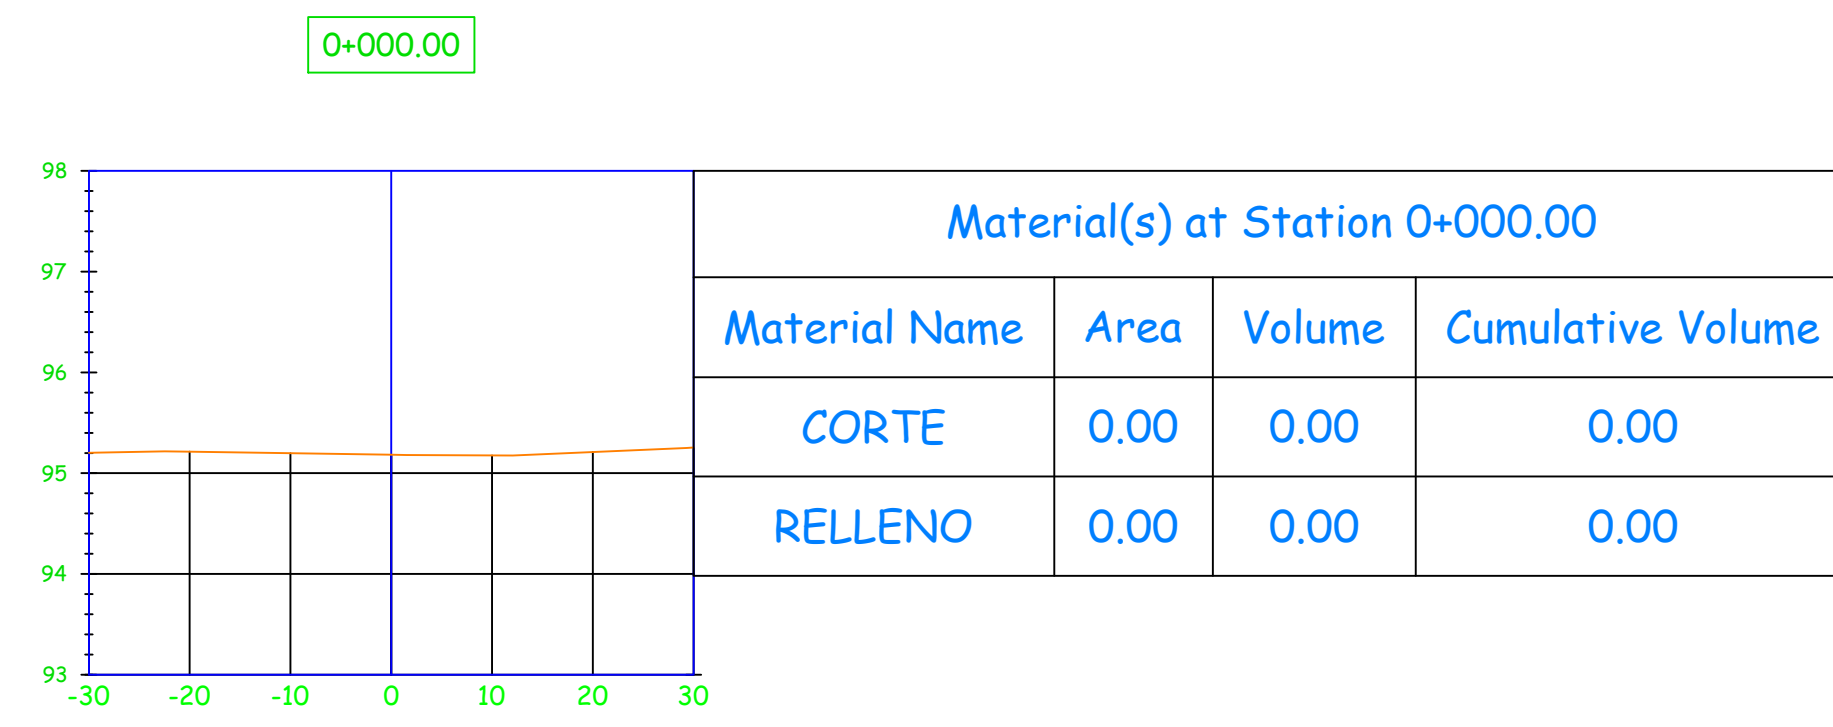 0+000.00
98
97
96
95
94
93
-30 -20 -10 0 10 20 30
Material(s) at Station 0+000.00
Material Name Area Volume Cumulative Volume
CORTE 0.00 0.00 0.00
RELLENO 0.00 0.00 0.00